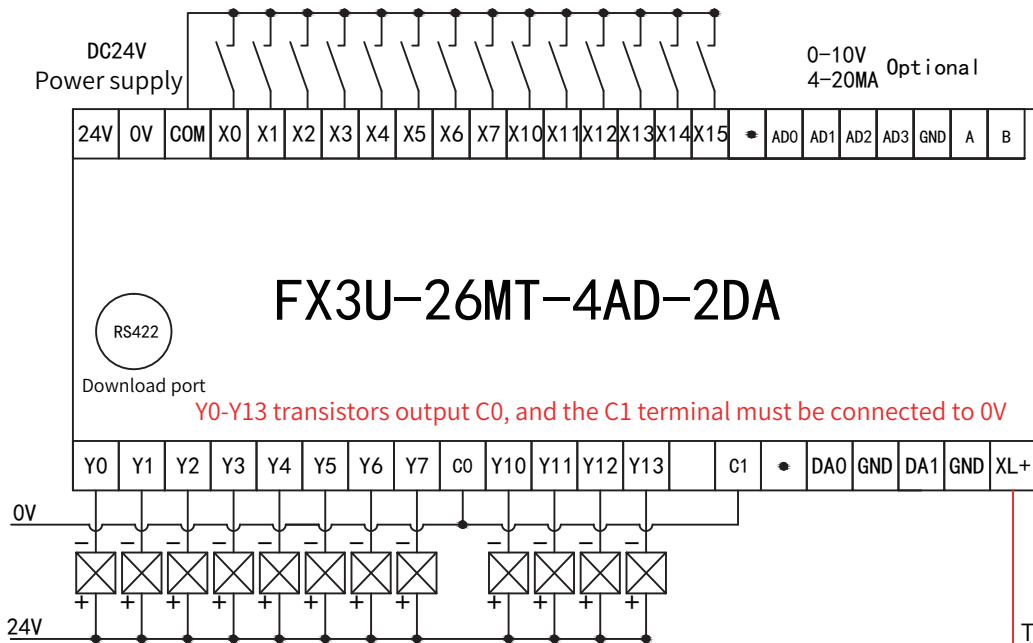 DC24V
Power supply
0-10V
4-20MA Optional
24V 0V COM X0 X1 X2 X3 X4 X5 X6 X7 X10 X11 X12 X13 X14 X15 • AD0 AD1 AD2 AD3 GND A B
FX3U-26MT-4AD-2DA
RS422
Download port
Y0-Y13 transistors output C0, and the C1 terminal must be connected to 0V
Y0 Y1 Y2 Y3 Y4 Y5 Y6 Y7 C0 Y10 Y11 Y12 Y13 C1 • DA0 GND DA1 GND XL+
0V
- - - - - - - - - - - -
+ + + + + + + + + + + +
24V